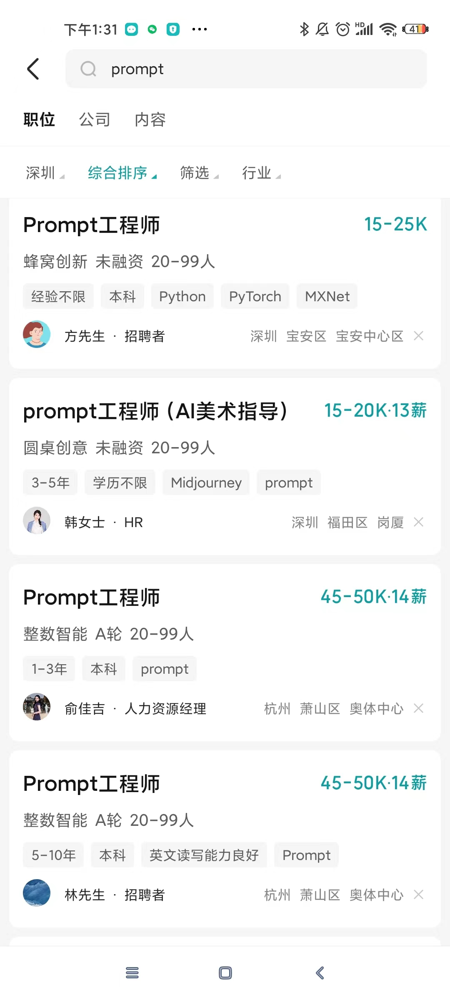 下午1:31 ... HD 41
prompt
职位 公司 内容
深圳 综合排序 筛选 行业
Prompt工程师 15-25K
蜂窝创新 未融资 20-99人
经验不限 本科 Python PyTorch MXNet
方先生 · 招聘者 深圳 宝安区 宝安中心区
prompt工程师（AI美术指导） 15-20K·13薪
圆桌创意 未融资 20-99人
3-5年 学历不限 Midjourney prompt
韩女士 · HR 深圳 福田区 岗厦
Prompt工程师 45-50K·14薪
整数智能 A轮 20-99人
1-3年 本科 prompt
俞佳吉 · 人力资源经理 杭州 萧山区 奥体中心
Prompt工程师 45-50K·14薪
整数智能 A轮 20-99人
5-10年 本科 英文读写能力良好 Prompt
林先生 · 招聘者 杭州 萧山区 奥体中心